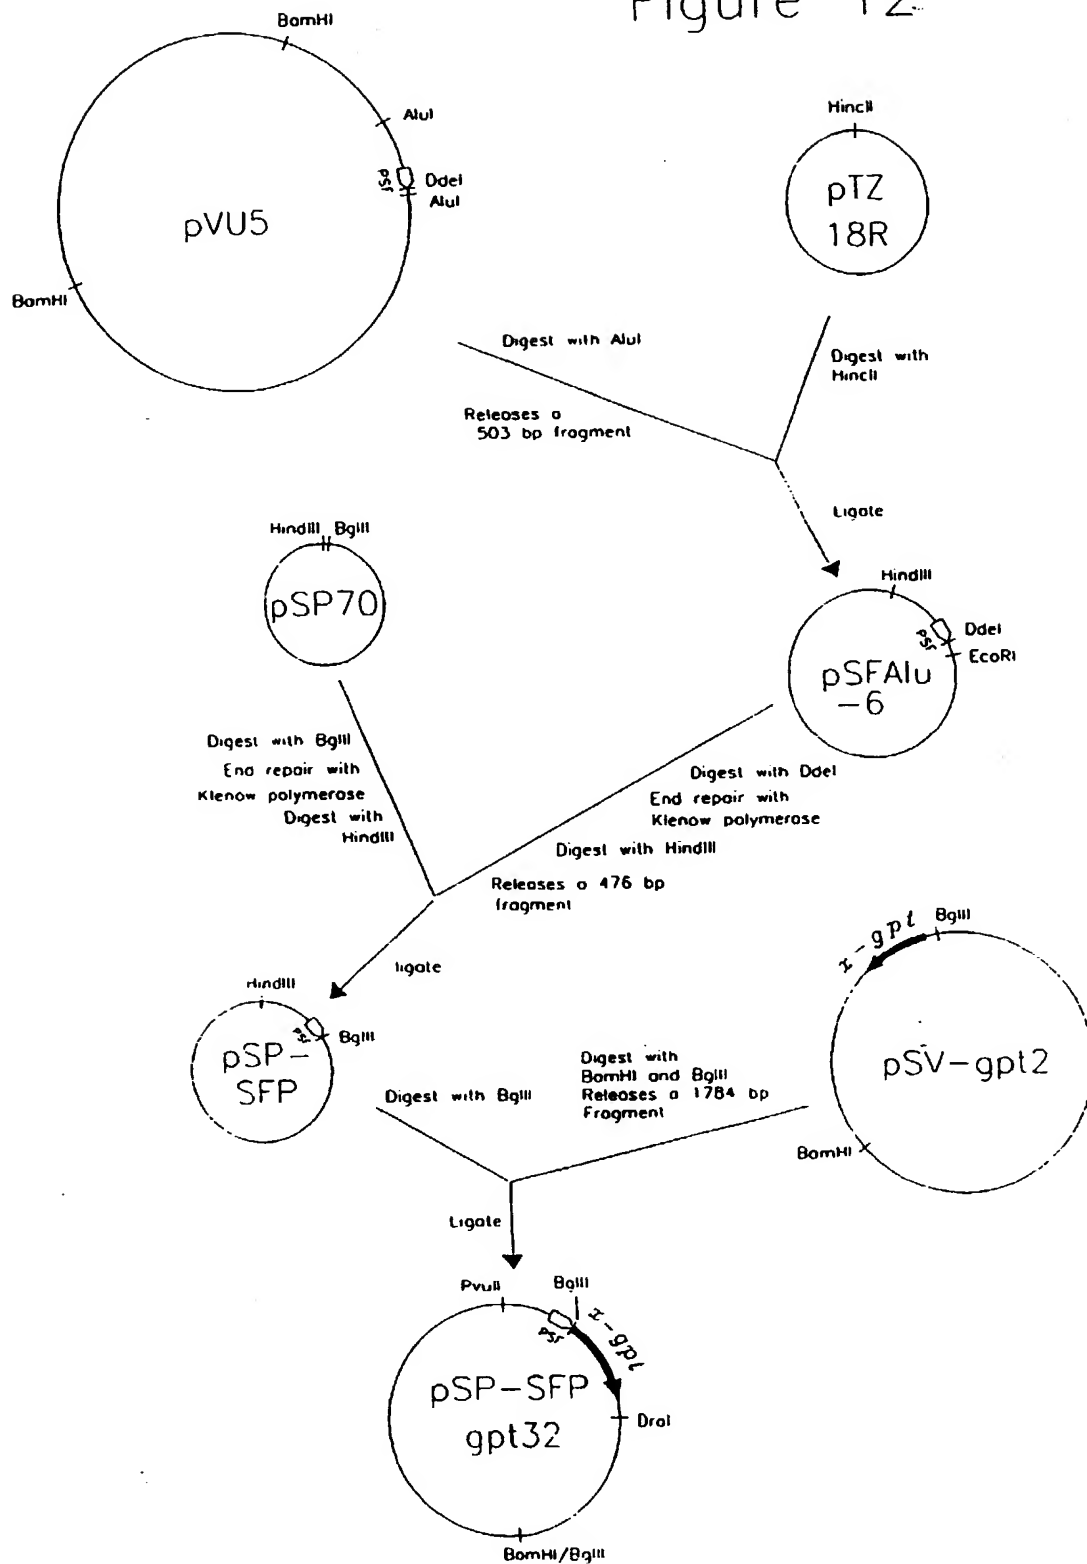 Figure 12
BamHI
AluI
PSF
DdeI
AluI
pVU5
BamHI
HincII
pTZ
18R
Digest with AluI
Releases a
503 bp fragment
Digest with
HincII
Ligate
HindIII BglII
pSP70
HindIII
PSF
DdeI
EcoRI
pSFAlu
-6
Digest with BglII
End repair with
Klenow polymerase
Digest with
HindIII
Digest with DdeI
End repair with
Klenow polymerase
Digest with HindIII
Releases a 476 bp
fragment
ligate
HindIII
PSF
BglII
pSP-
SFP
x-gpt
BglII
pSV-gpt2
BamHI
Digest with BglII
Digest with
BamHI and BglII
Releases a 1784 bp
Fragment
Ligate
PvuII
BglII
PSF
x-gpt
pSP-SFP
gpt32
DraI
BamHI/BglII